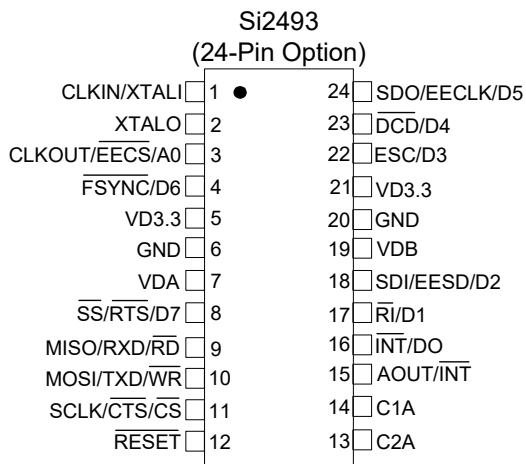 Si2493
(24-Pin Option)
CLKIN/XTALI 1 24 SDO/EECLK/D5
XTALO 2 23 DCD/D4
CLKOUT/EECS/A0 3 22 ESC/D3
FSYNC/D6 4 21 VD3.3
VD3.3 5 20 GND
GND 6 19 VDB
VDA 7 18 SDI/EESD/D2
SS/RTS/D7 8 17 RI/D1
MISO/RXD/RD 9 16 INT/DO
MOSI/TXD/WR 10 15 AOUT/INT
SCLK/CTS/CS 11 14 C1A
RESET 12 13 C2A